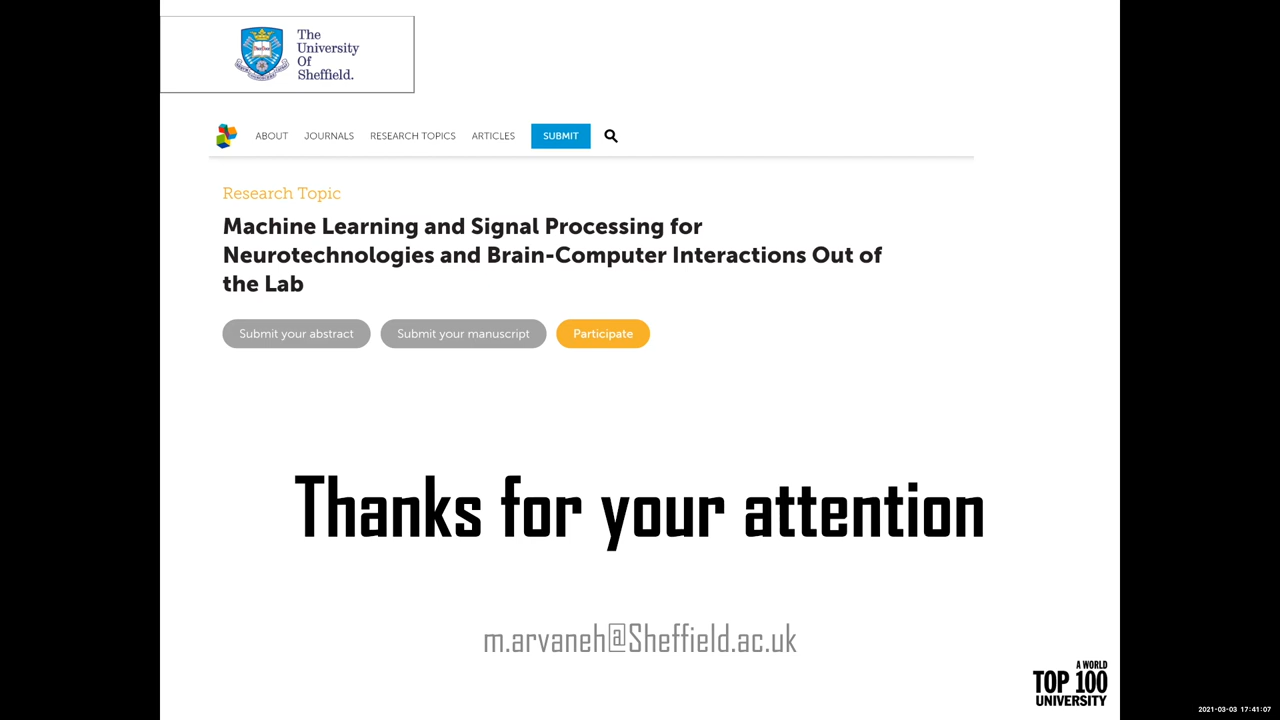 The
University
Of
Sheffield.
ABOUT JOURNALS RESEARCH TOPICS ARTICLES SUBMIT
Research Topic
Machine Learning and Signal Processing for
Neurotechnologies and Brain-Computer Interactions Out of
the Lab
Submit your abstract Submit your manuscript Participate
Thanks for your attention
m.arvaneh@Sheffield.ac.uk
A WORLD
TOP 100
UNIVERSITY
2021-03-03 17:41:07